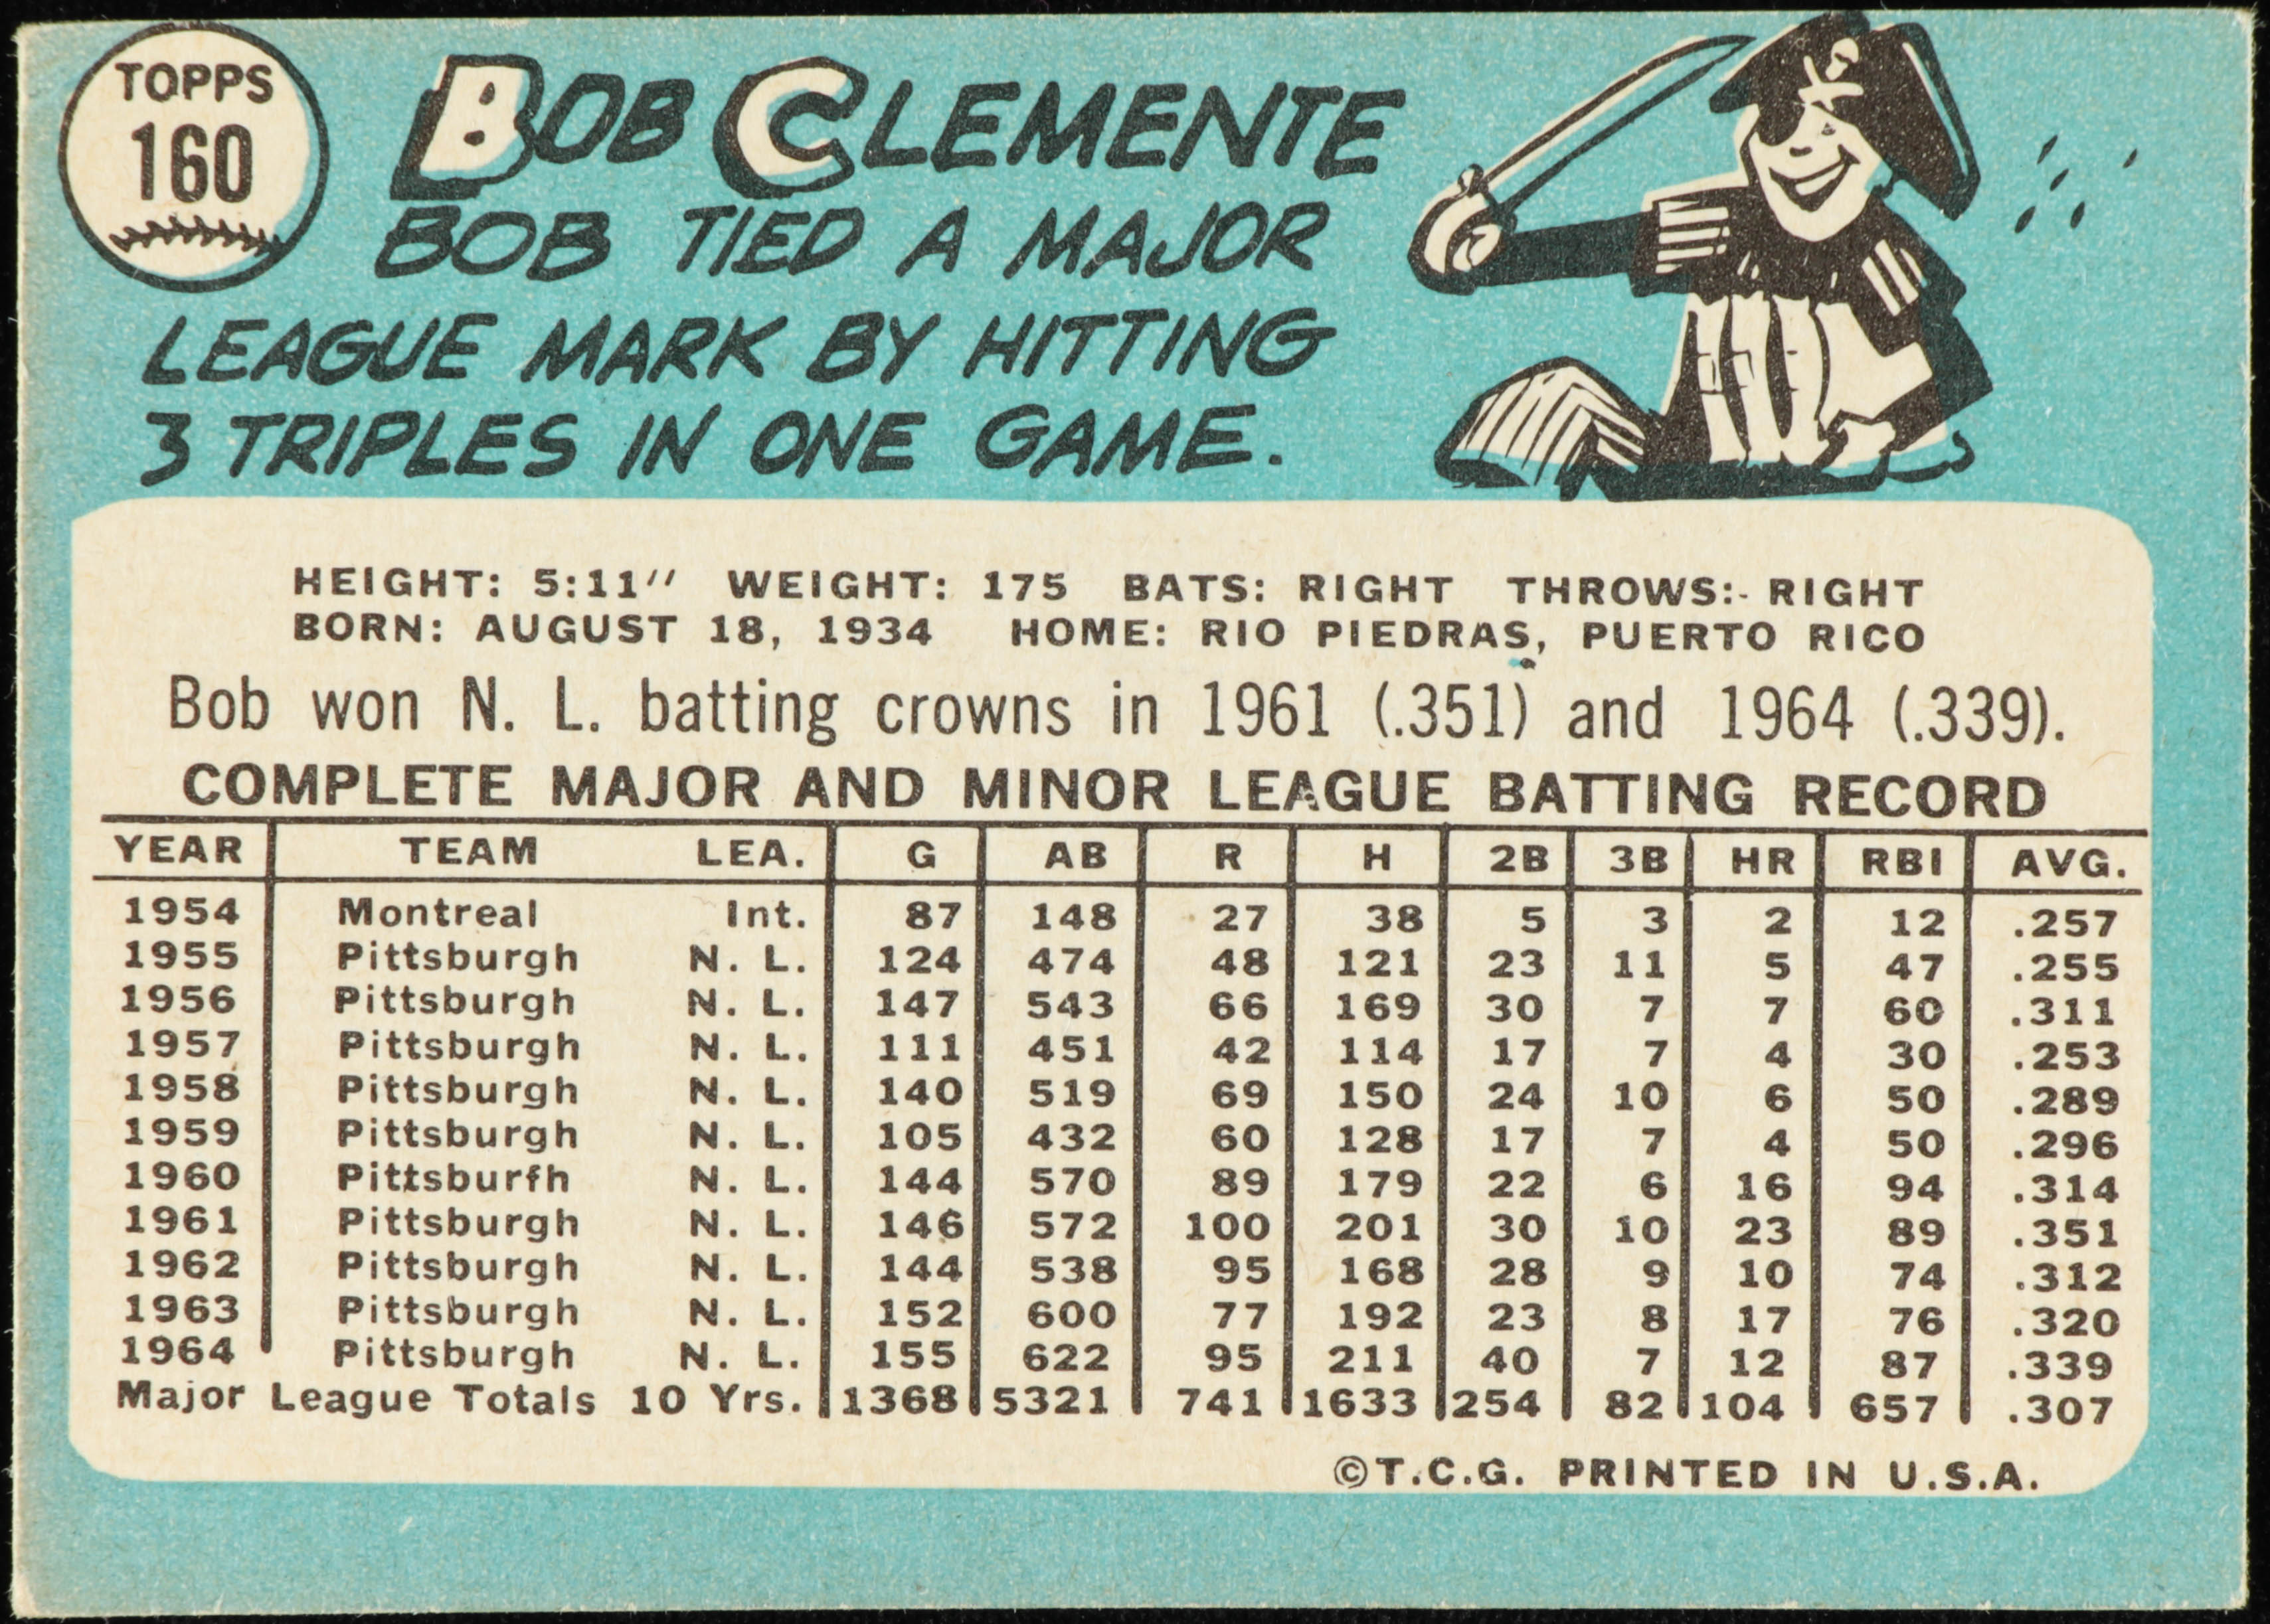 TOPPS
160
BOB CLEMENTE
BOB TIED A MAJOR
LEAGUE MARK BY HITTING
3 TRIPLES IN ONE GAME.
HEIGHT: 5:11" WEIGHT: 175 BATS: RIGHT THROWS:- RIGHT
BORN: AUGUST 18, 1934 HOME: RIO PIEDRAS, PUERTO RICO
Bob won N. L. batting crowns in 1961 (.351) and 1964 (.339).
COMPLETE MAJOR AND MINOR LEAGUE BATTING RECORD
YEAR TEAM LEA. G AB R H 2B 3B HR RBI AVG.
1954 Montreal Int. 87 148 27 38 5 3 2 12 .257
1955 Pittsburgh N. L. 124 474 48 121 23 11 5 47 .255
1956 Pittsburgh N. L. 147 543 66 169 30 7 7 60 .311
1957 Pittsburgh N. L. 111 451 42 114 17 7 4 30 .253
1958 Pittsburgh N. L. 140 519 69 150 24 10 6 50 .289
1959 Pittsburgh N. L. 105 432 60 128 17 7 4 50 .296
1960 Pittsburfh N. L. 144 570 89 179 22 6 16 94 .314
1961 Pittsburgh N. L. 146 572 100 201 30 10 23 89 .351
1962 Pittsburgh N. L. 144 538 95 168 28 9 10 74 .312
1963 Pittsburgh N. L. 152 600 77 192 23 8 17 76 .320
1964 Pittsburgh N. L. 155 622 95 211 40 7 12 87 .339
Major League Totals 10 Yrs. 1368 5321 741 1633 254 82 104 657 .307
©T.C.G. PRINTED IN U.S.A.